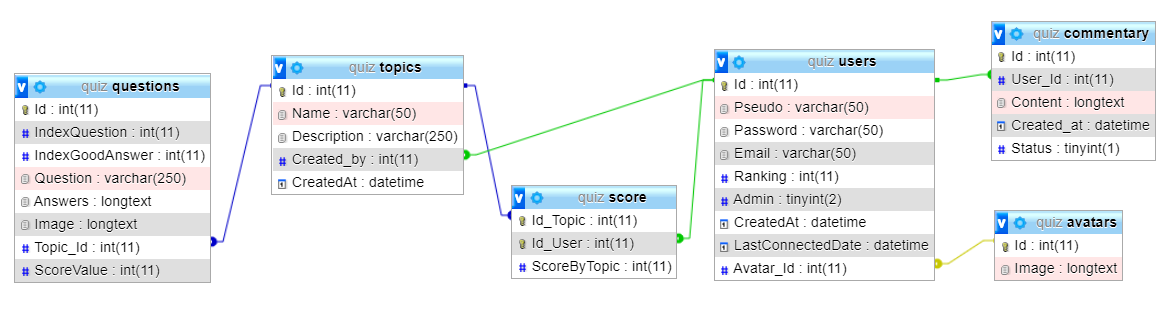 quiz questions
Id : int(11)
IndexQuestion : int(11)
IndexGoodAnswer : int(11)
Question : varchar(250)
Answers : longtext
Image : longtext
Topic_Id : int(11)
ScoreValue : int(11)
quiz topics
Id : int(11)
Name : varchar(50)
Description : varchar(250)
Created_by : int(11)
CreatedAt : datetime
quiz score
Id_Topic : int(11)
Id_User : int(11)
ScoreByTopic : int(11)
quiz users
Id : int(11)
Pseudo : varchar(50)
Password : varchar(50)
Email : varchar(50)
Ranking : int(11)
Admin : tinyint(2)
CreatedAt : datetime
LastConnectedDate : datetime
Avatar_Id : int(11)
quiz commentary
Id : int(11)
User_Id : int(11)
Content : longtext
Created_at : datetime
Status : tinyint(1)
quiz avatars
Id : int(11)
Image : longtext